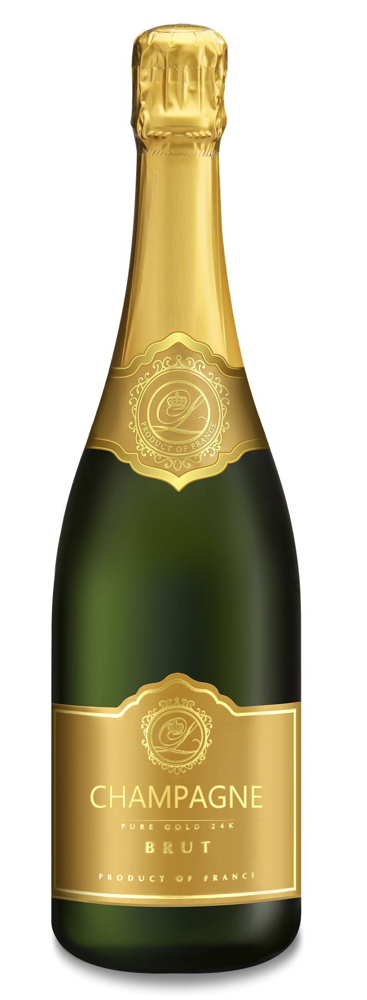 PRODUCT OF FRANCE
CHAMPAGNE
PURE GOLD 24K
BRUT
PRODUCT OF FRANCE